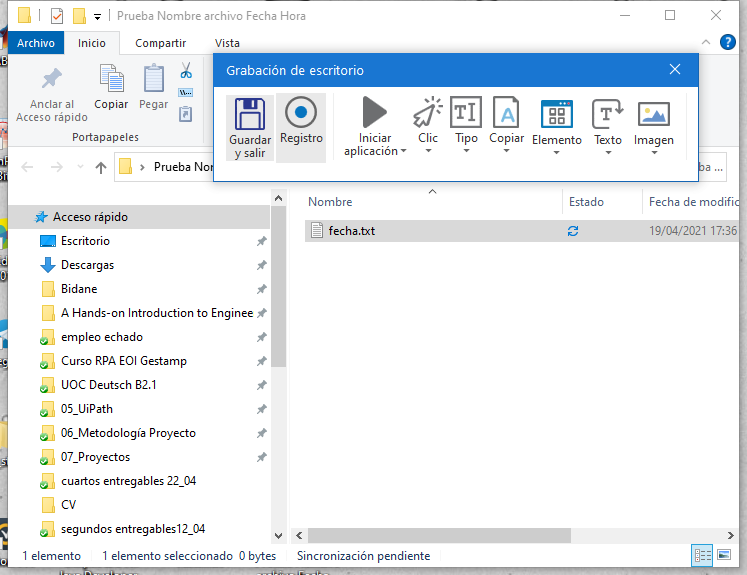 Prueba Nombre archivo Fecha Hora
Archivo Inicio Compartir Vista
Grabación de escritorio
Anclar al
Acceso rápido
Copiar
Pegar
Portapapeles
Guardar
y salir
Registro
Iniciar
aplicación
Clic
Tipo
Copiar
Elemento
Texto
Imagen
Prueba Nor
ba ...
Nombre Estado Fecha de modific
fecha.txt 19/04/2021 17:36
Acceso rápido
Escritorio
Descargas
Bidane
A Hands-on Introduction to Enginee
empleo echado
Curso RPA EOI Gestamp
UOC Deutsch B2.1
05_UiPath
06_Metodología Proyecto
07_Proyectos
cuartos entregables 22_04
CV
segundos entregables12_04
1 elemento 1 elemento seleccionado 0 bytes Sincronización pendiente